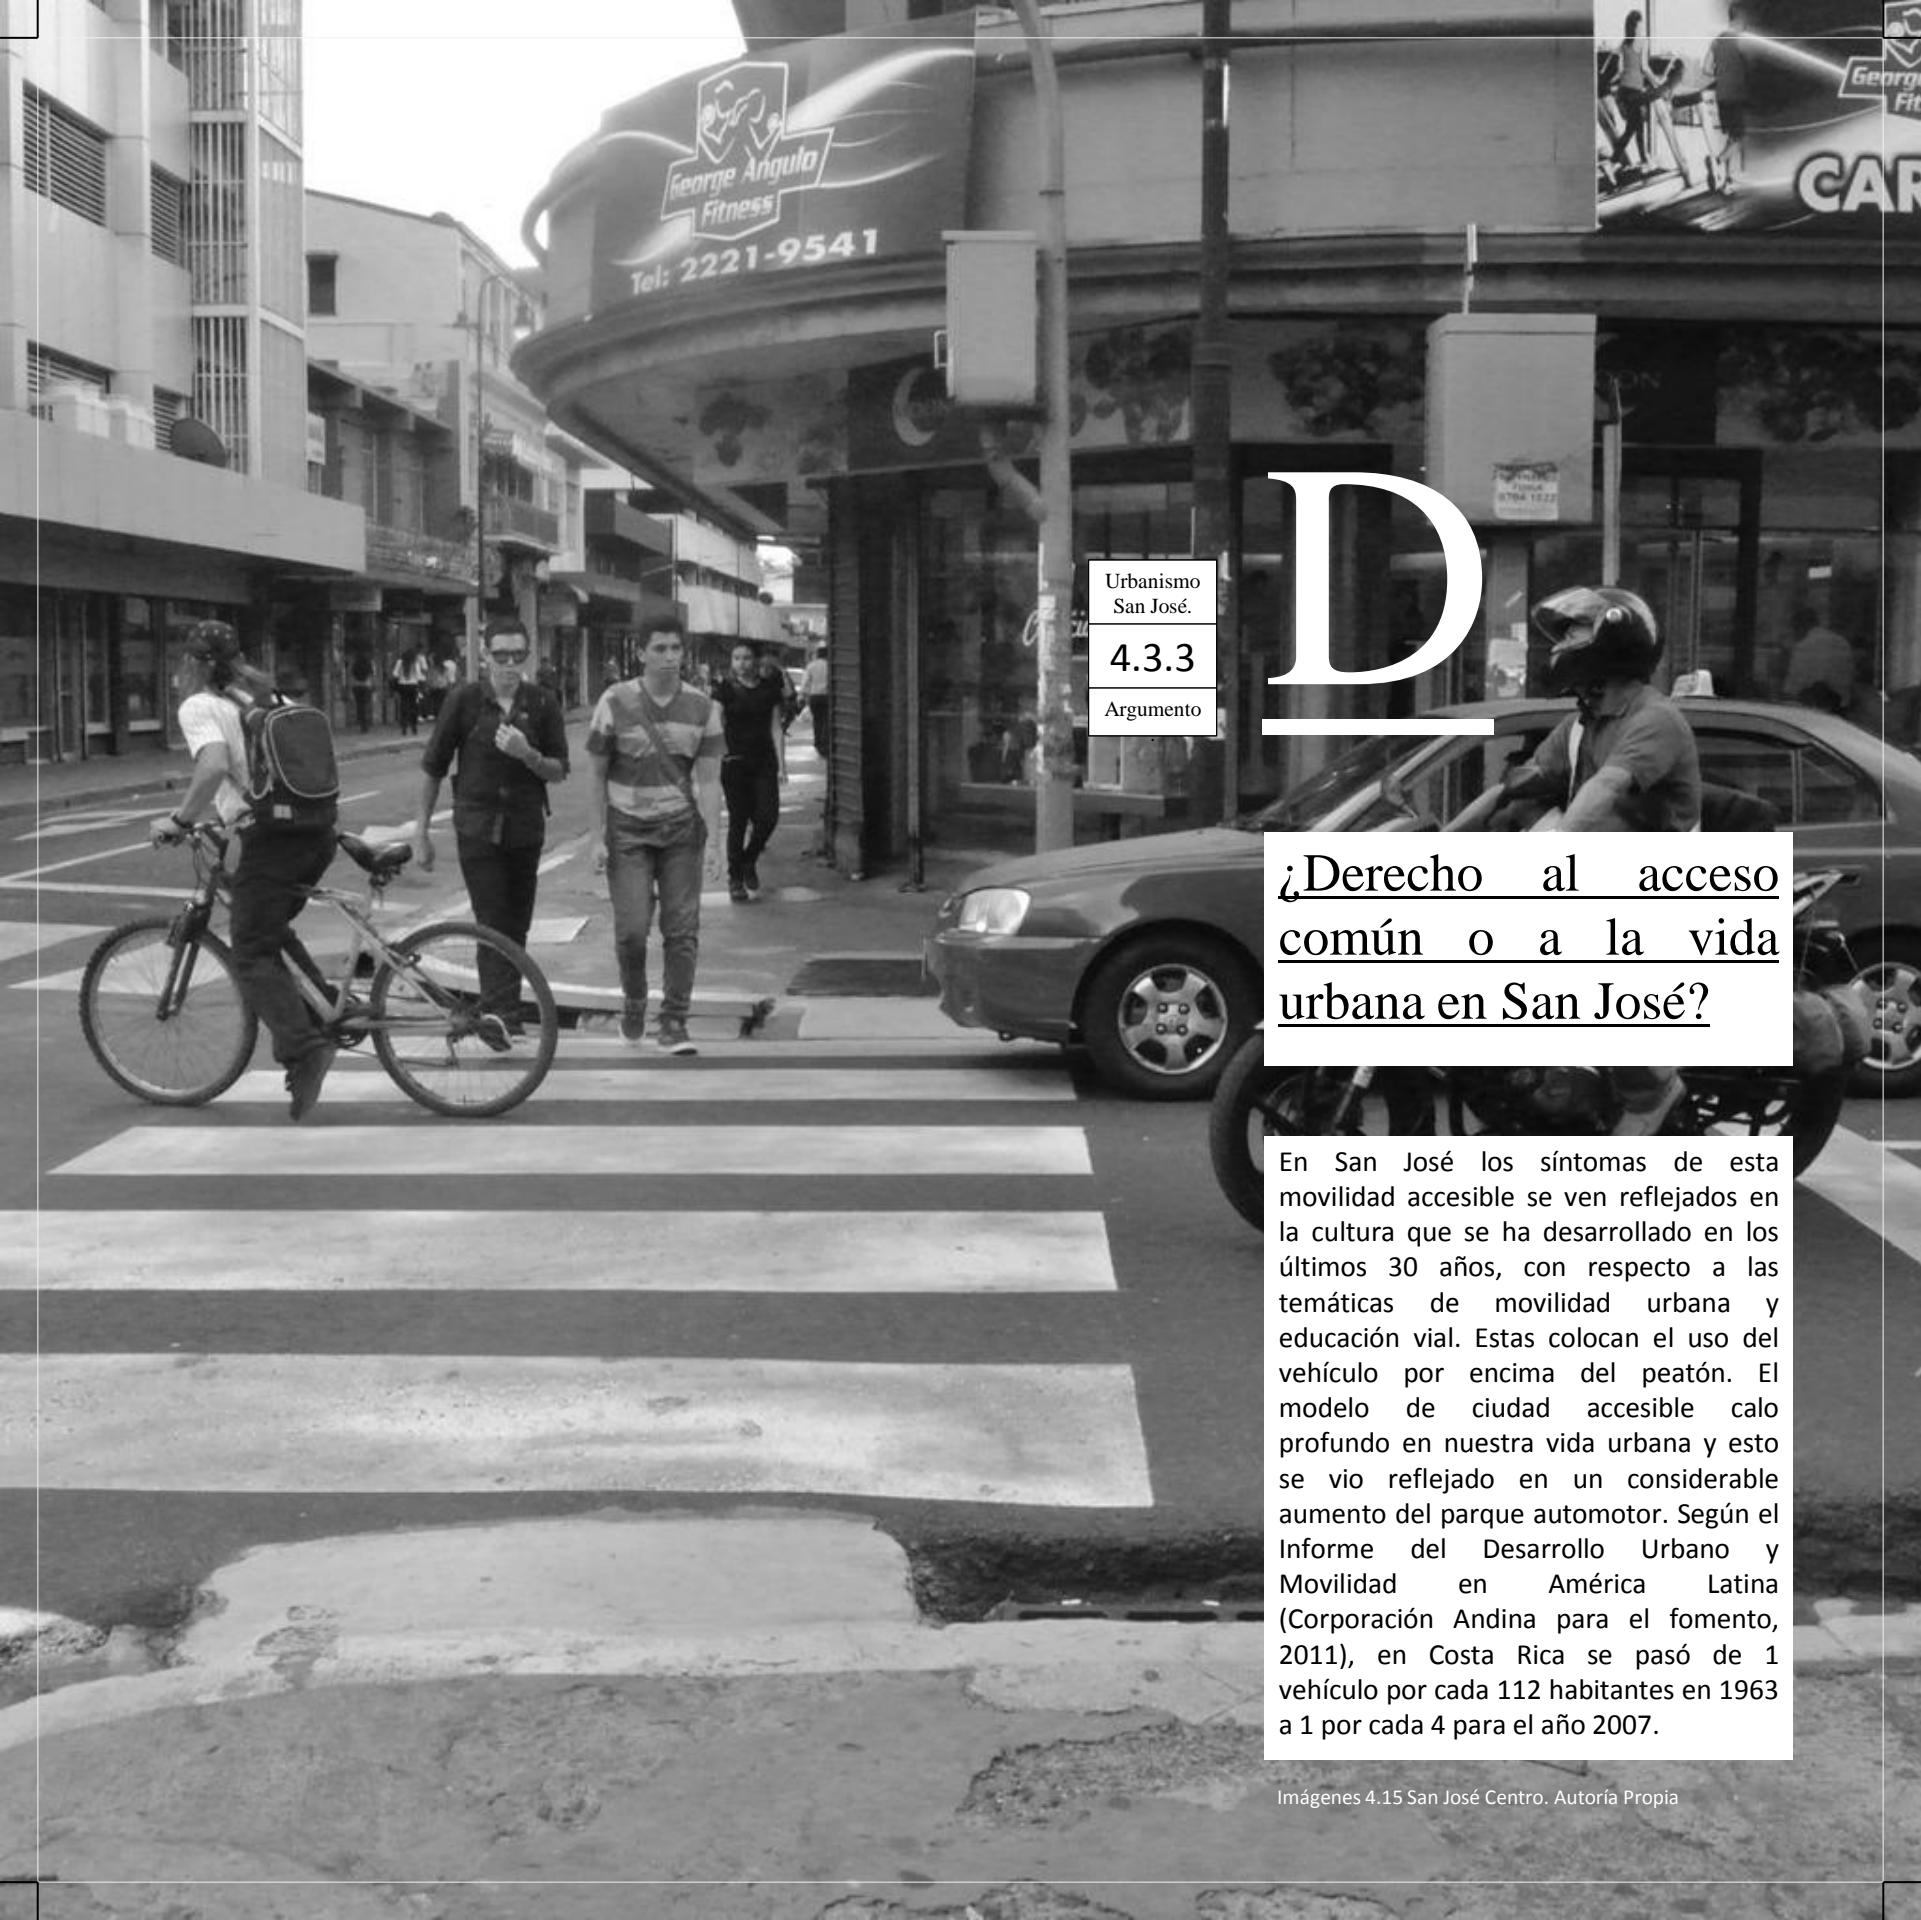 George Angulo
Fitness
Tel: 2221-9541
George
Fit
CAR
D
Urbanismo
San José.
4.3.3
Argumento
.
¿Derecho al acceso
común o a la vida
urbana en San José?
En San José los síntomas de esta
movilidad accesible se ven reflejados en
la cultura que se ha desarrollado en los
últimos 30 años, con respecto a las
temáticas de movilidad urbana y
educación vial. Estas colocan el uso del
vehículo por encima del peatón. El
modelo de ciudad accesible calo
profundo en nuestra vida urbana y esto
se vio reflejado en un considerable
aumento del parque automotor. Según el
Informe del Desarrollo Urbano y
Movilidad en América Latina
(Corporación Andina para el fomento,
2011), en Costa Rica se pasó de 1
vehículo por cada 112 habitantes en 1963
a 1 por cada 4 para el año 2007.
Imágenes 4.15 San José Centro. Autoría Propia